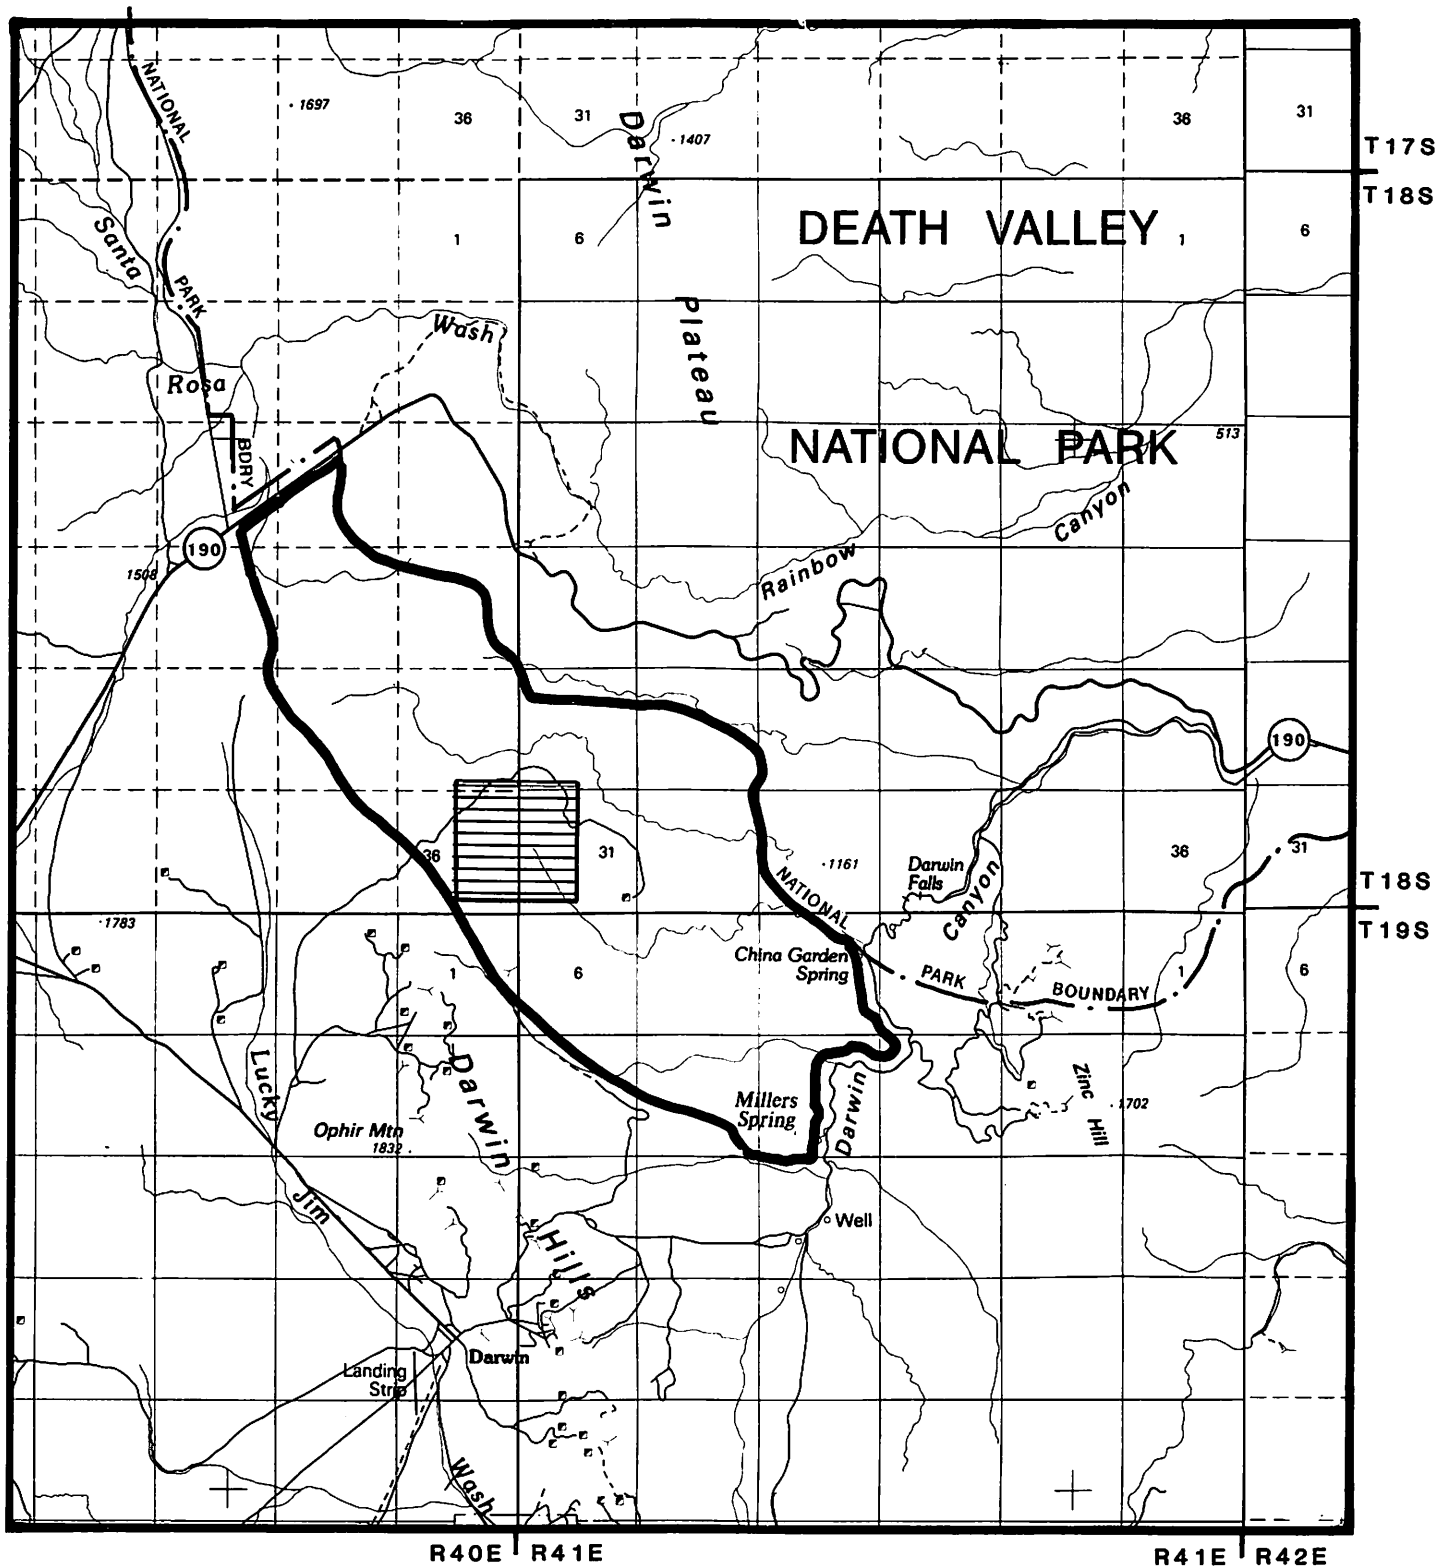 NATIONAL
1697
36
31
Darwin
1407
36
31
T17S
T18S
Santa
1
6
DEATH VALLEY
1
6
PARK
Wash
Plateau
Rosa
BDRY
NATIONAL PARK
513
Canyon
190
1508
Rainbow
190
36
31
1161
Darwin
Falls
36
31
NATIONAL
Canyon
T18S
T19S
1783
China Garden
Spring
1
6
PARK
BOUNDARY
1
6
Lucky
Darwin
Millers
Spring
Darwin
Zinc
Hill
1702
Ophir Mtn
1832
Jim
Well
Hills
Darwin
Landing
Strip
Wash
R40E R41E
R41E R42E